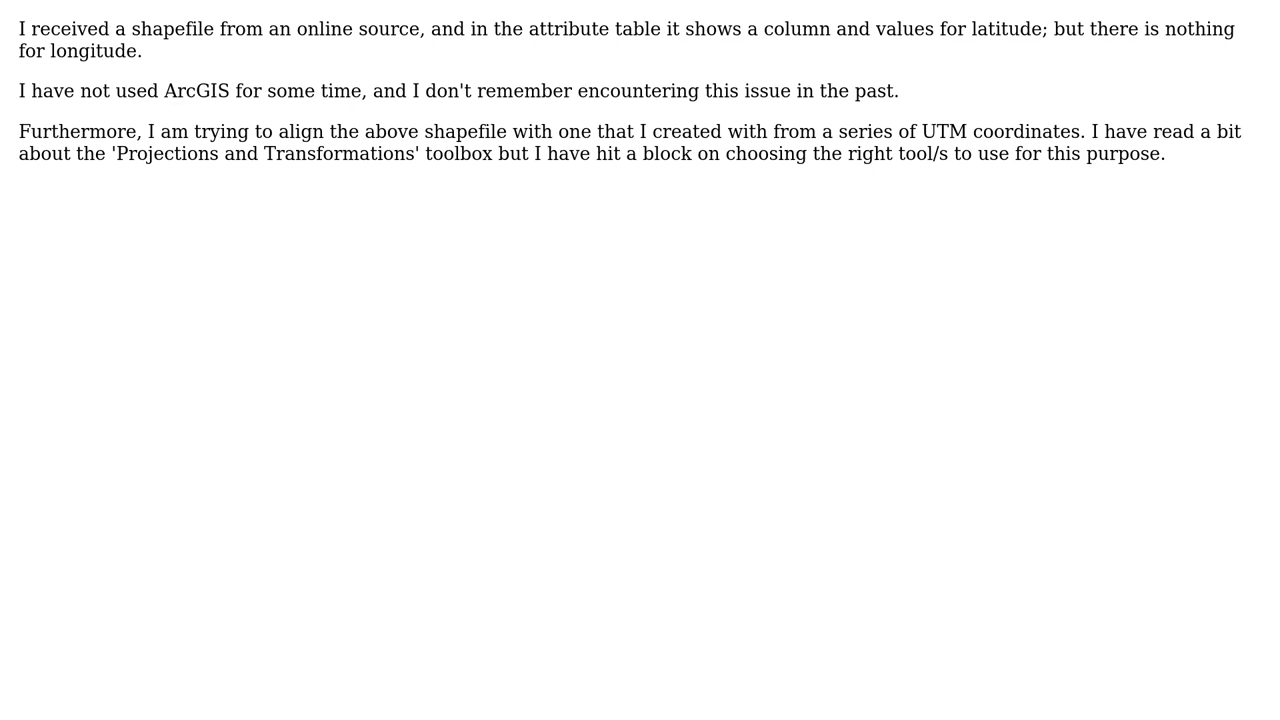 I received a shapefile from an online source, and in the attribute table it shows a column and values for latitude; but there is nothing
for longitude.
I have not used ArcGIS for some time, and I don't remember encountering this issue in the past.
Furthermore, I am trying to align the above shapefile with one that I created with from a series of UTM coordinates. I have read a bit
about the 'Projections and Transformations' toolbox but I have hit a block on choosing the right tool/s to use for this purpose.